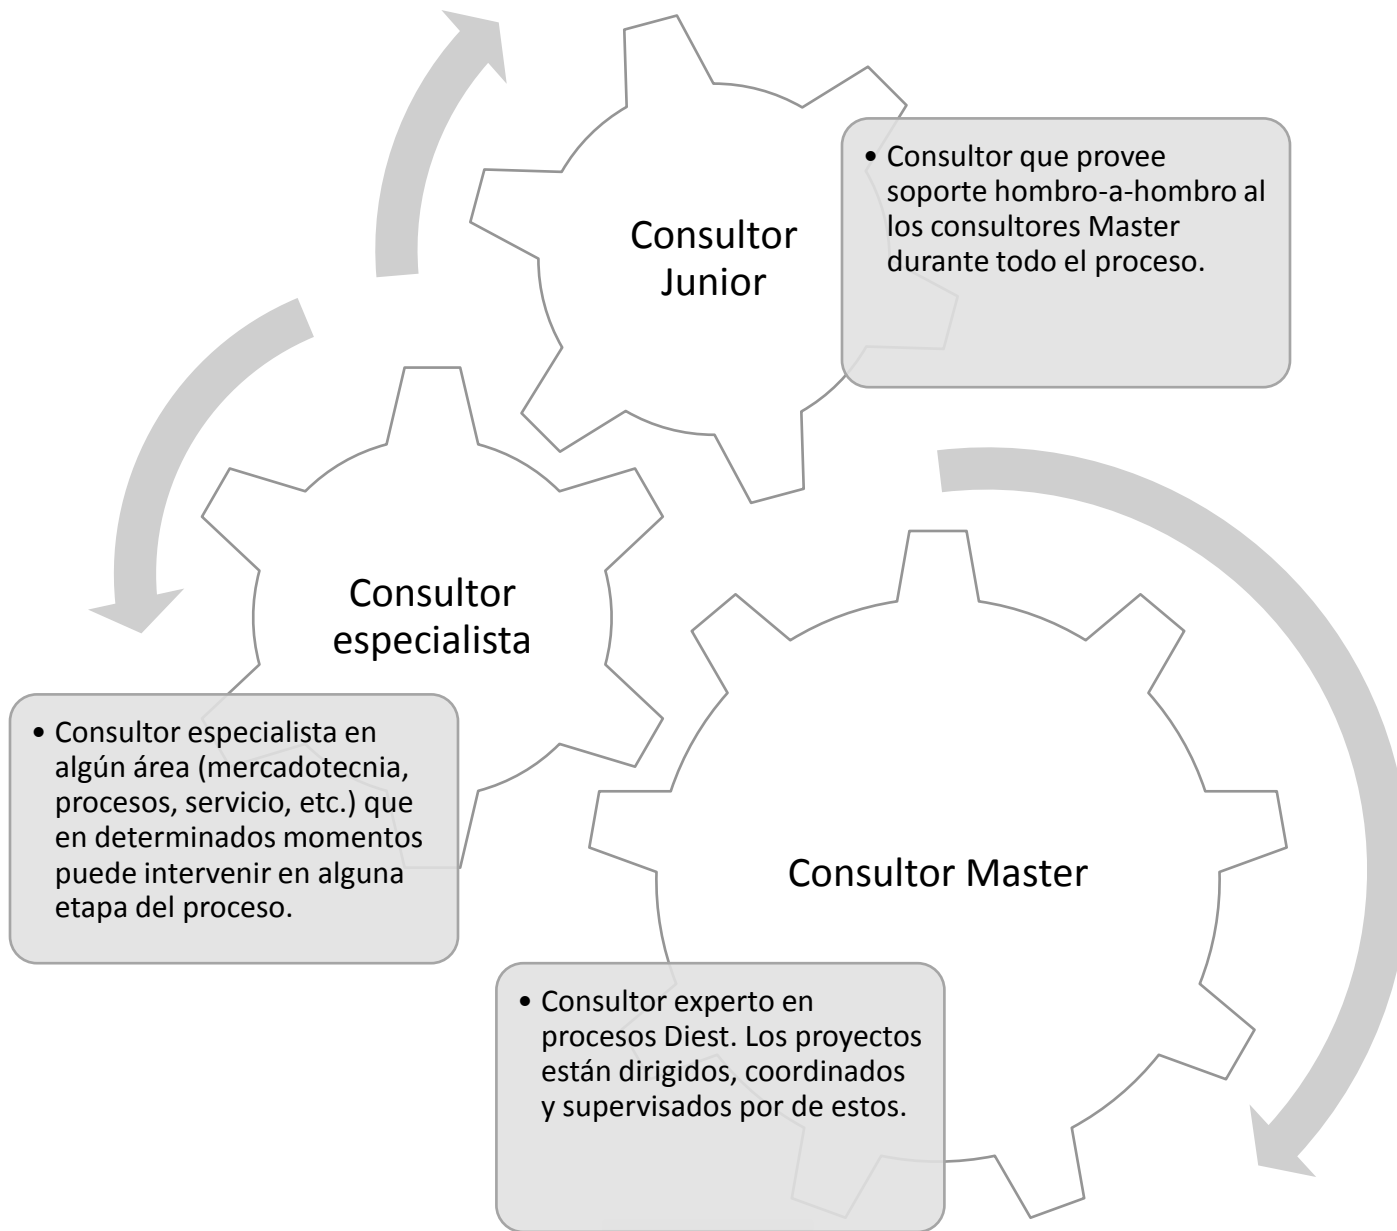 Consultor
Junior
• Consultor que provee
soporte hombro-a-hombro al
los consultores Master
durante todo el proceso.
Consultor
especialista
• Consultor especialista en
algún área (mercadotecnia,
procesos, servicio, etc.) que
en determinados momentos
puede intervenir en alguna
etapa del proceso.
Consultor Master
• Consultor experto en
procesos Diest. Los proyectos
están dirigidos, coordinados
y supervisados por de estos.